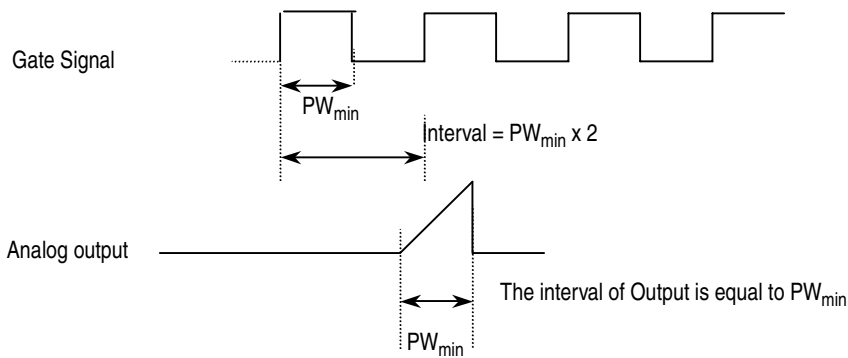 Gate Signal
PWmin
Interval = PWmin x 2
Analog output
The interval of Output is equal to PWmin
PWmin